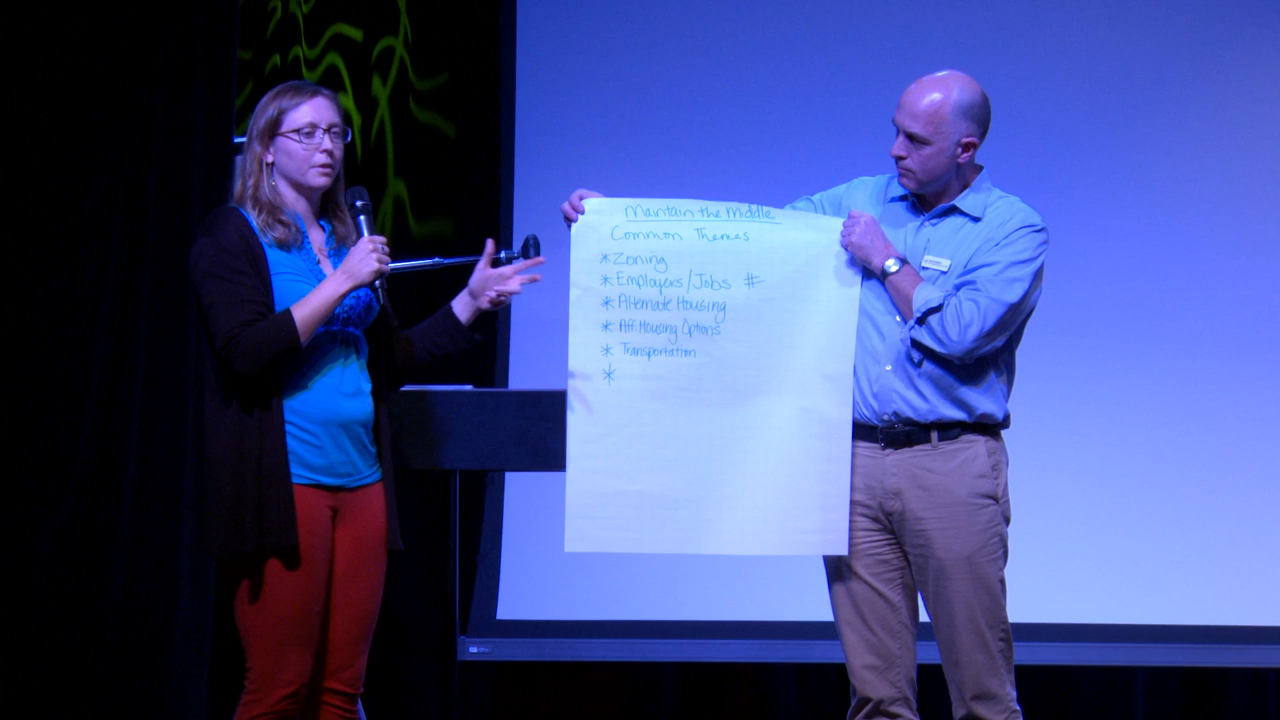 Maintain the Middle
Common Themes
* Zoning
* Employers/Jobs #
* Alternate Housing
* Aff. Housing Options
* Transportation
*